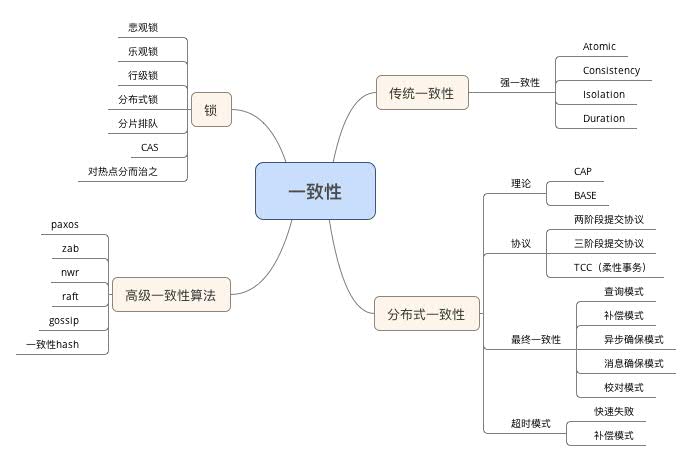 一致性
锁
悲观锁
乐观锁
行级锁
分布式锁
分片排队
CAS
对热点分而治之
高级一致性算法
paxos
zab
nwr
raft
gossip
一致性hash
传统一致性
强一致性
Atomic
Consistency
Isolation
Duration
分布式一致性
理论
CAP
BASE
协议
两阶段提交协议
三阶段提交协议
TCC（柔性事务）
最终一致性
查询模式
补偿模式
异步确保模式
消息确保模式
校对模式
超时模式
快速失败
补偿模式